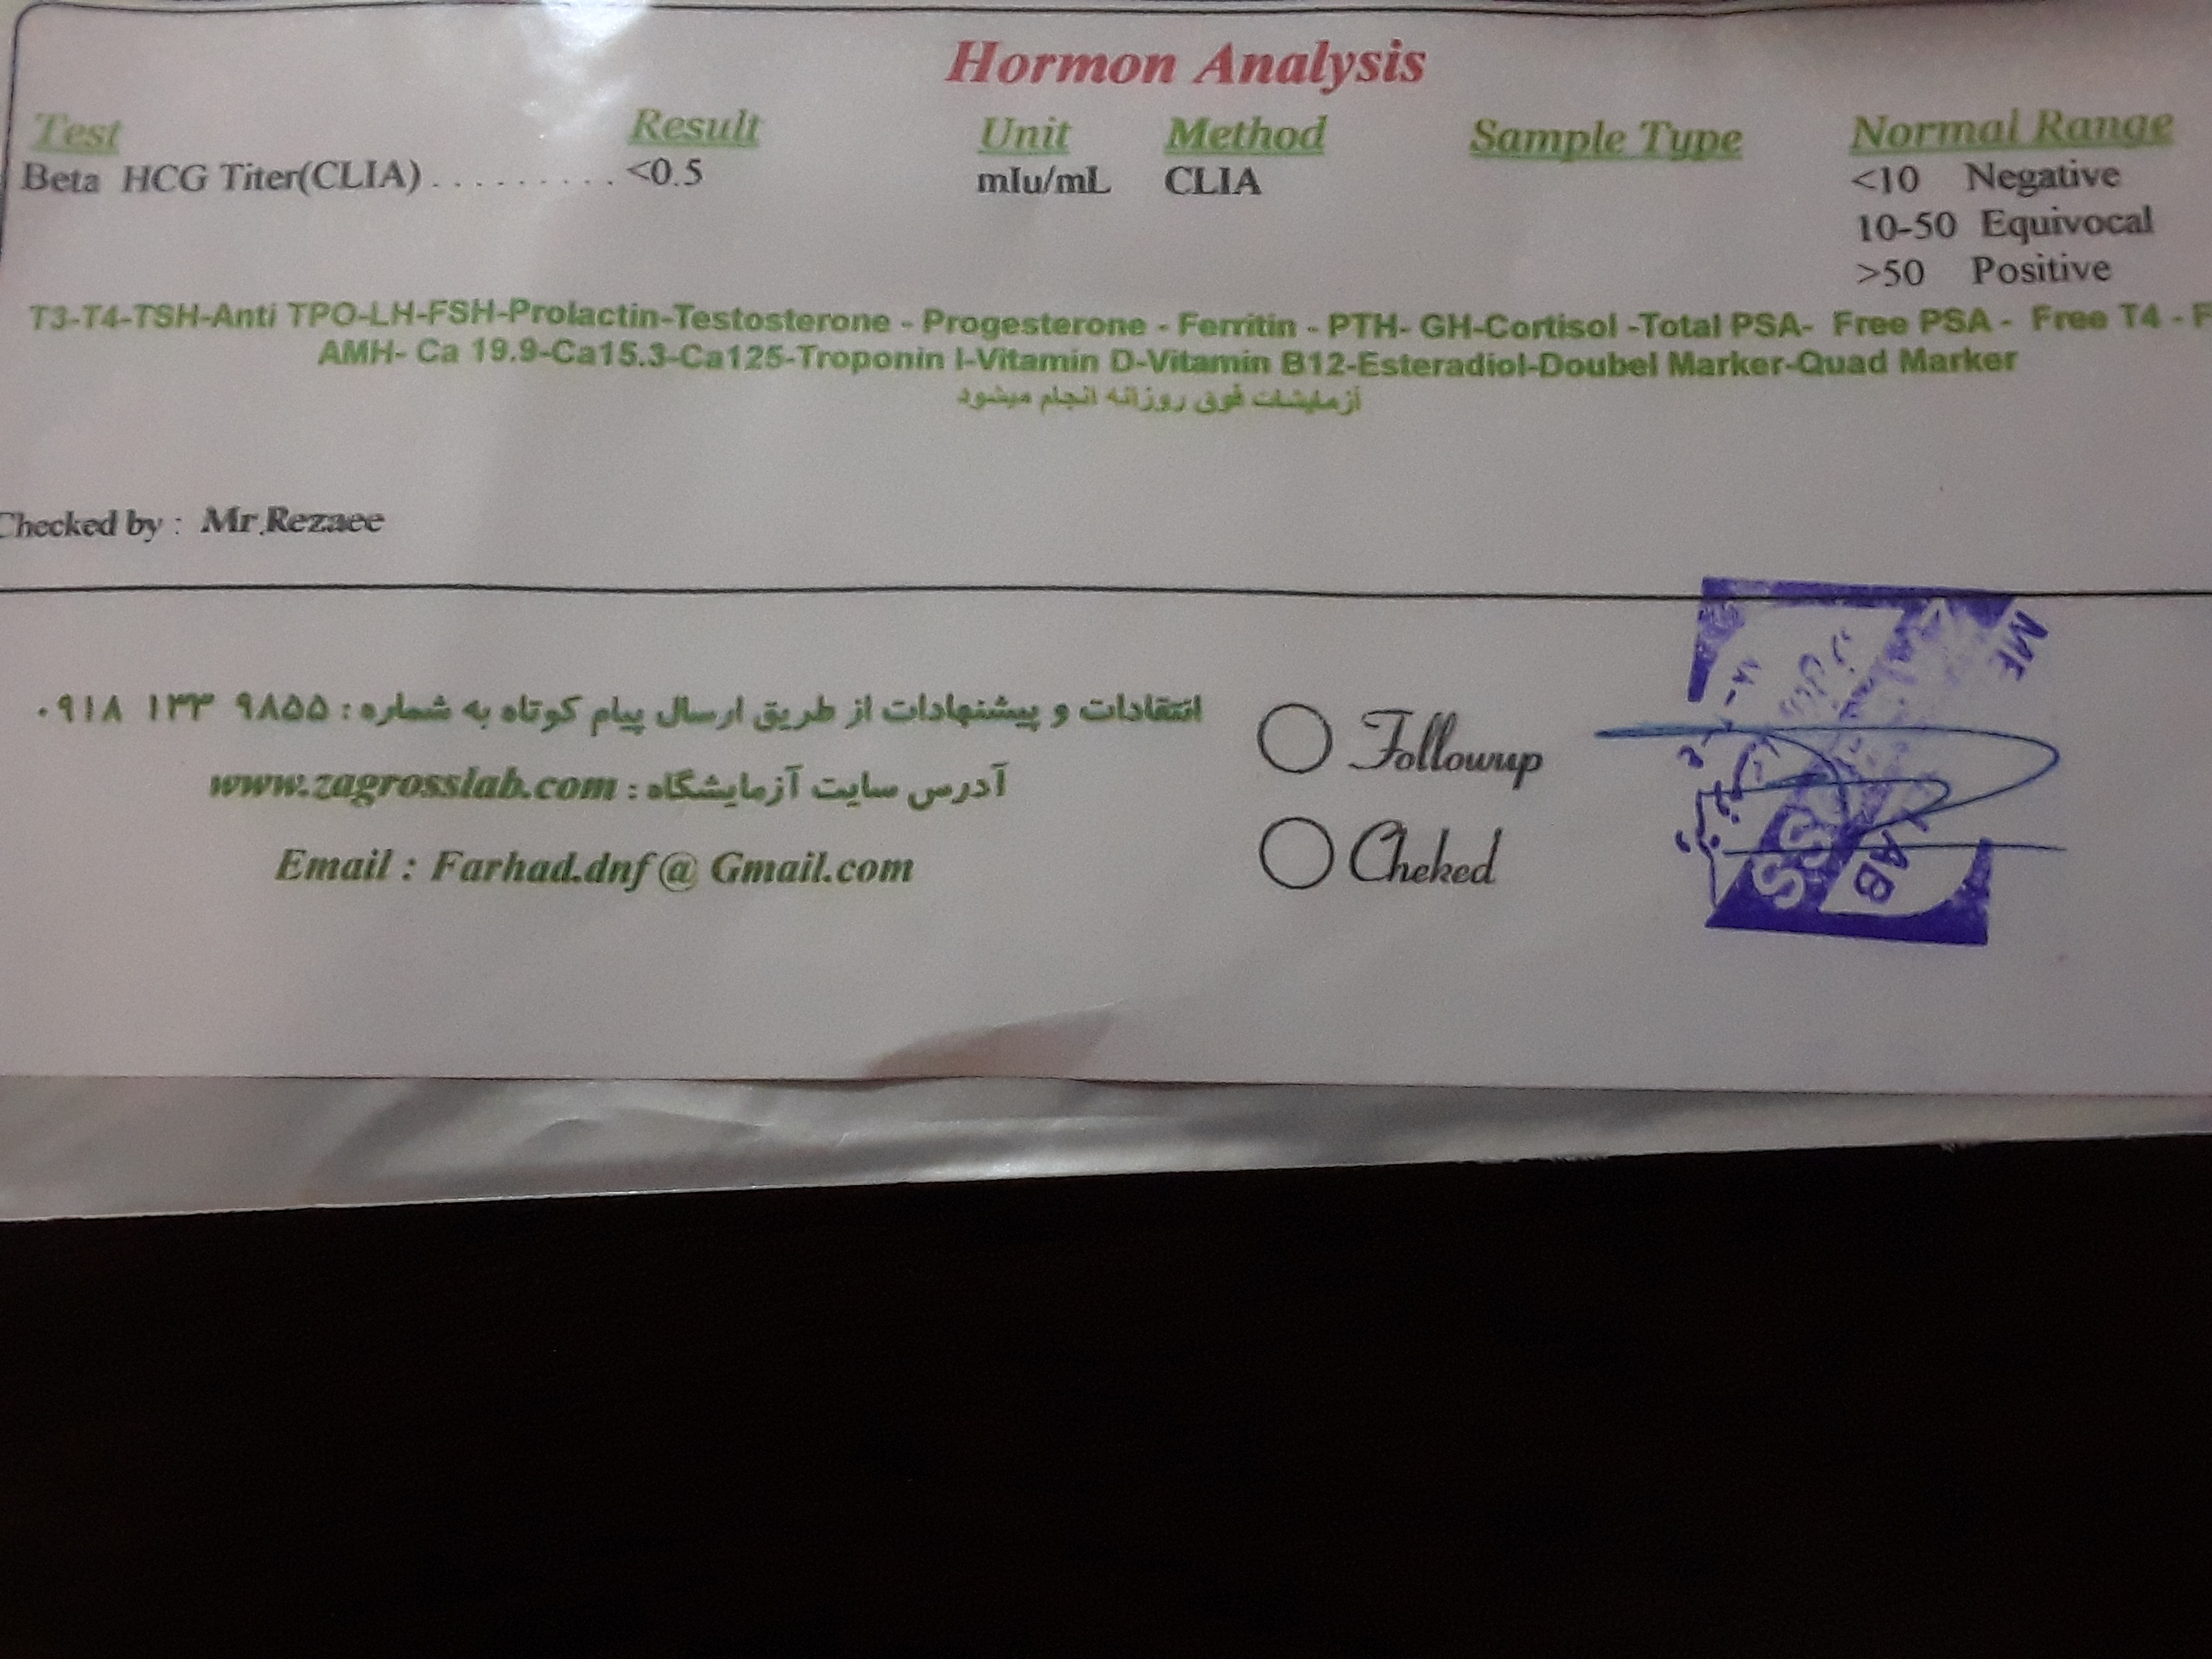 Hormon Analysis
Test Result Unit Method Sample Type Normal Range
Beta HCG Titer(CLIA) . . . . . . . . . . <0.5 mIu/mL CLIA <10 Negative
10-50 Equivocal
>50 Positive
T3-T4-TSH-Anti TPO-LH-FSH-Prolactin-Testosterone - Progesterone - Ferritin - PTH- GH-Cortisol -Total PSA- Free PSA - Free T4 - F
AMH- Ca 19.9-Ca15.3-Ca125-Troponin I-Vitamin D-Vitamin B12-Esteradiol-Doubel Marker-Quad Marker
آزمایشات فوق روزانه انجام میشود
Checked by : Mr.Rezaee
انتقادات و پیشنهادات از طریق ارسال پیام کوتاه به شماره : ۰۹۱۸ ۱۳۳ ۹۸۵۵
آدرس سایت آزمایشگاه : www.zagrosslab.com
Email : Farhad.dnf @ Gmail.com
Followup
Cheked
LAB